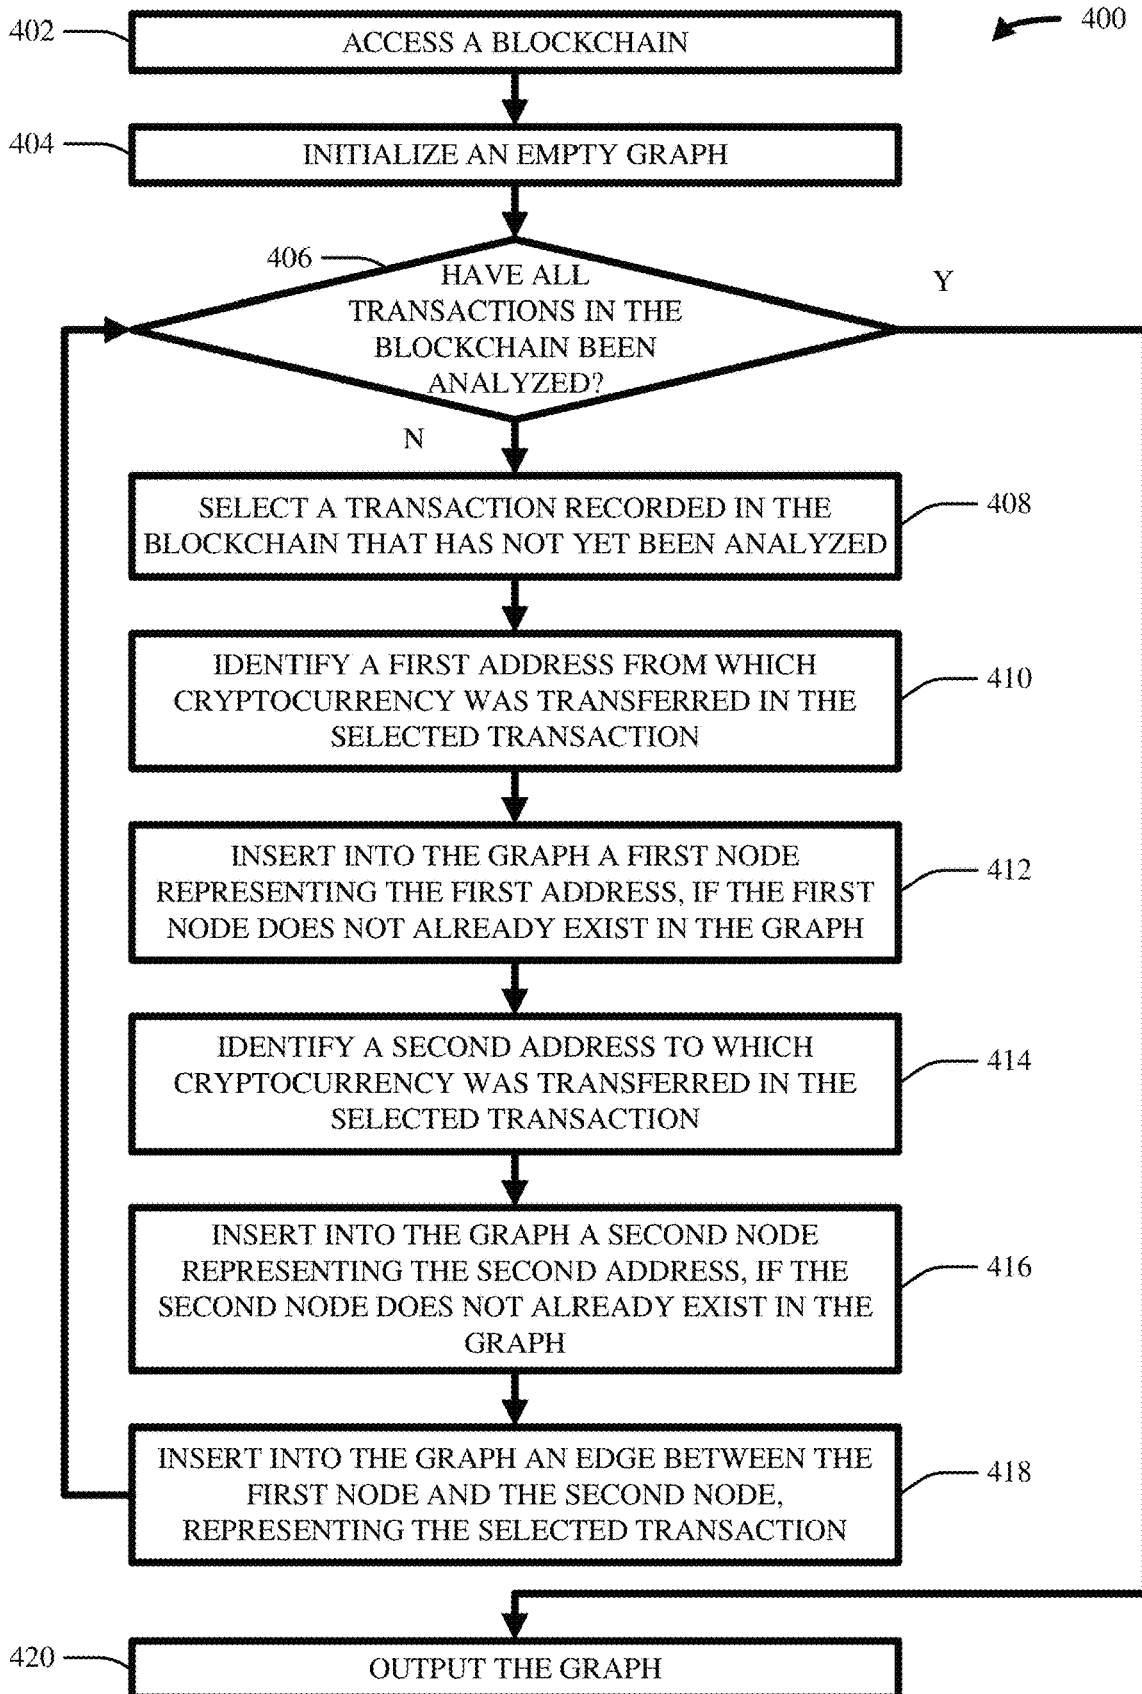 400
402
ACCESS A BLOCKCHAIN
404
INITIALIZE AN EMPTY GRAPH
406
HAVE ALL
TRANSACTIONS IN THE
BLOCKCHAIN BEEN
ANALYZED?
Y
N
SELECT A TRANSACTION RECORDED IN THE
BLOCKCHAIN THAT HAS NOT YET BEEN ANALYZED
408
IDENTIFY A FIRST ADDRESS FROM WHICH
CRYPTOCURRENCY WAS TRANSFERRED IN THE
SELECTED TRANSACTION
410
INSERT INTO THE GRAPH A FIRST NODE
REPRESENTING THE FIRST ADDRESS, IF THE FIRST
NODE DOES NOT ALREADY EXIST IN THE GRAPH
412
IDENTIFY A SECOND ADDRESS TO WHICH
CRYPTOCURRENCY WAS TRANSFERRED IN THE
SELECTED TRANSACTION
414
INSERT INTO THE GRAPH A SECOND NODE
REPRESENTING THE SECOND ADDRESS, IF THE
SECOND NODE DOES NOT ALREADY EXIST IN THE
GRAPH
416
INSERT INTO THE GRAPH AN EDGE BETWEEN THE
FIRST NODE AND THE SECOND NODE,
REPRESENTING THE SELECTED TRANSACTION
418
420
OUTPUT THE GRAPH